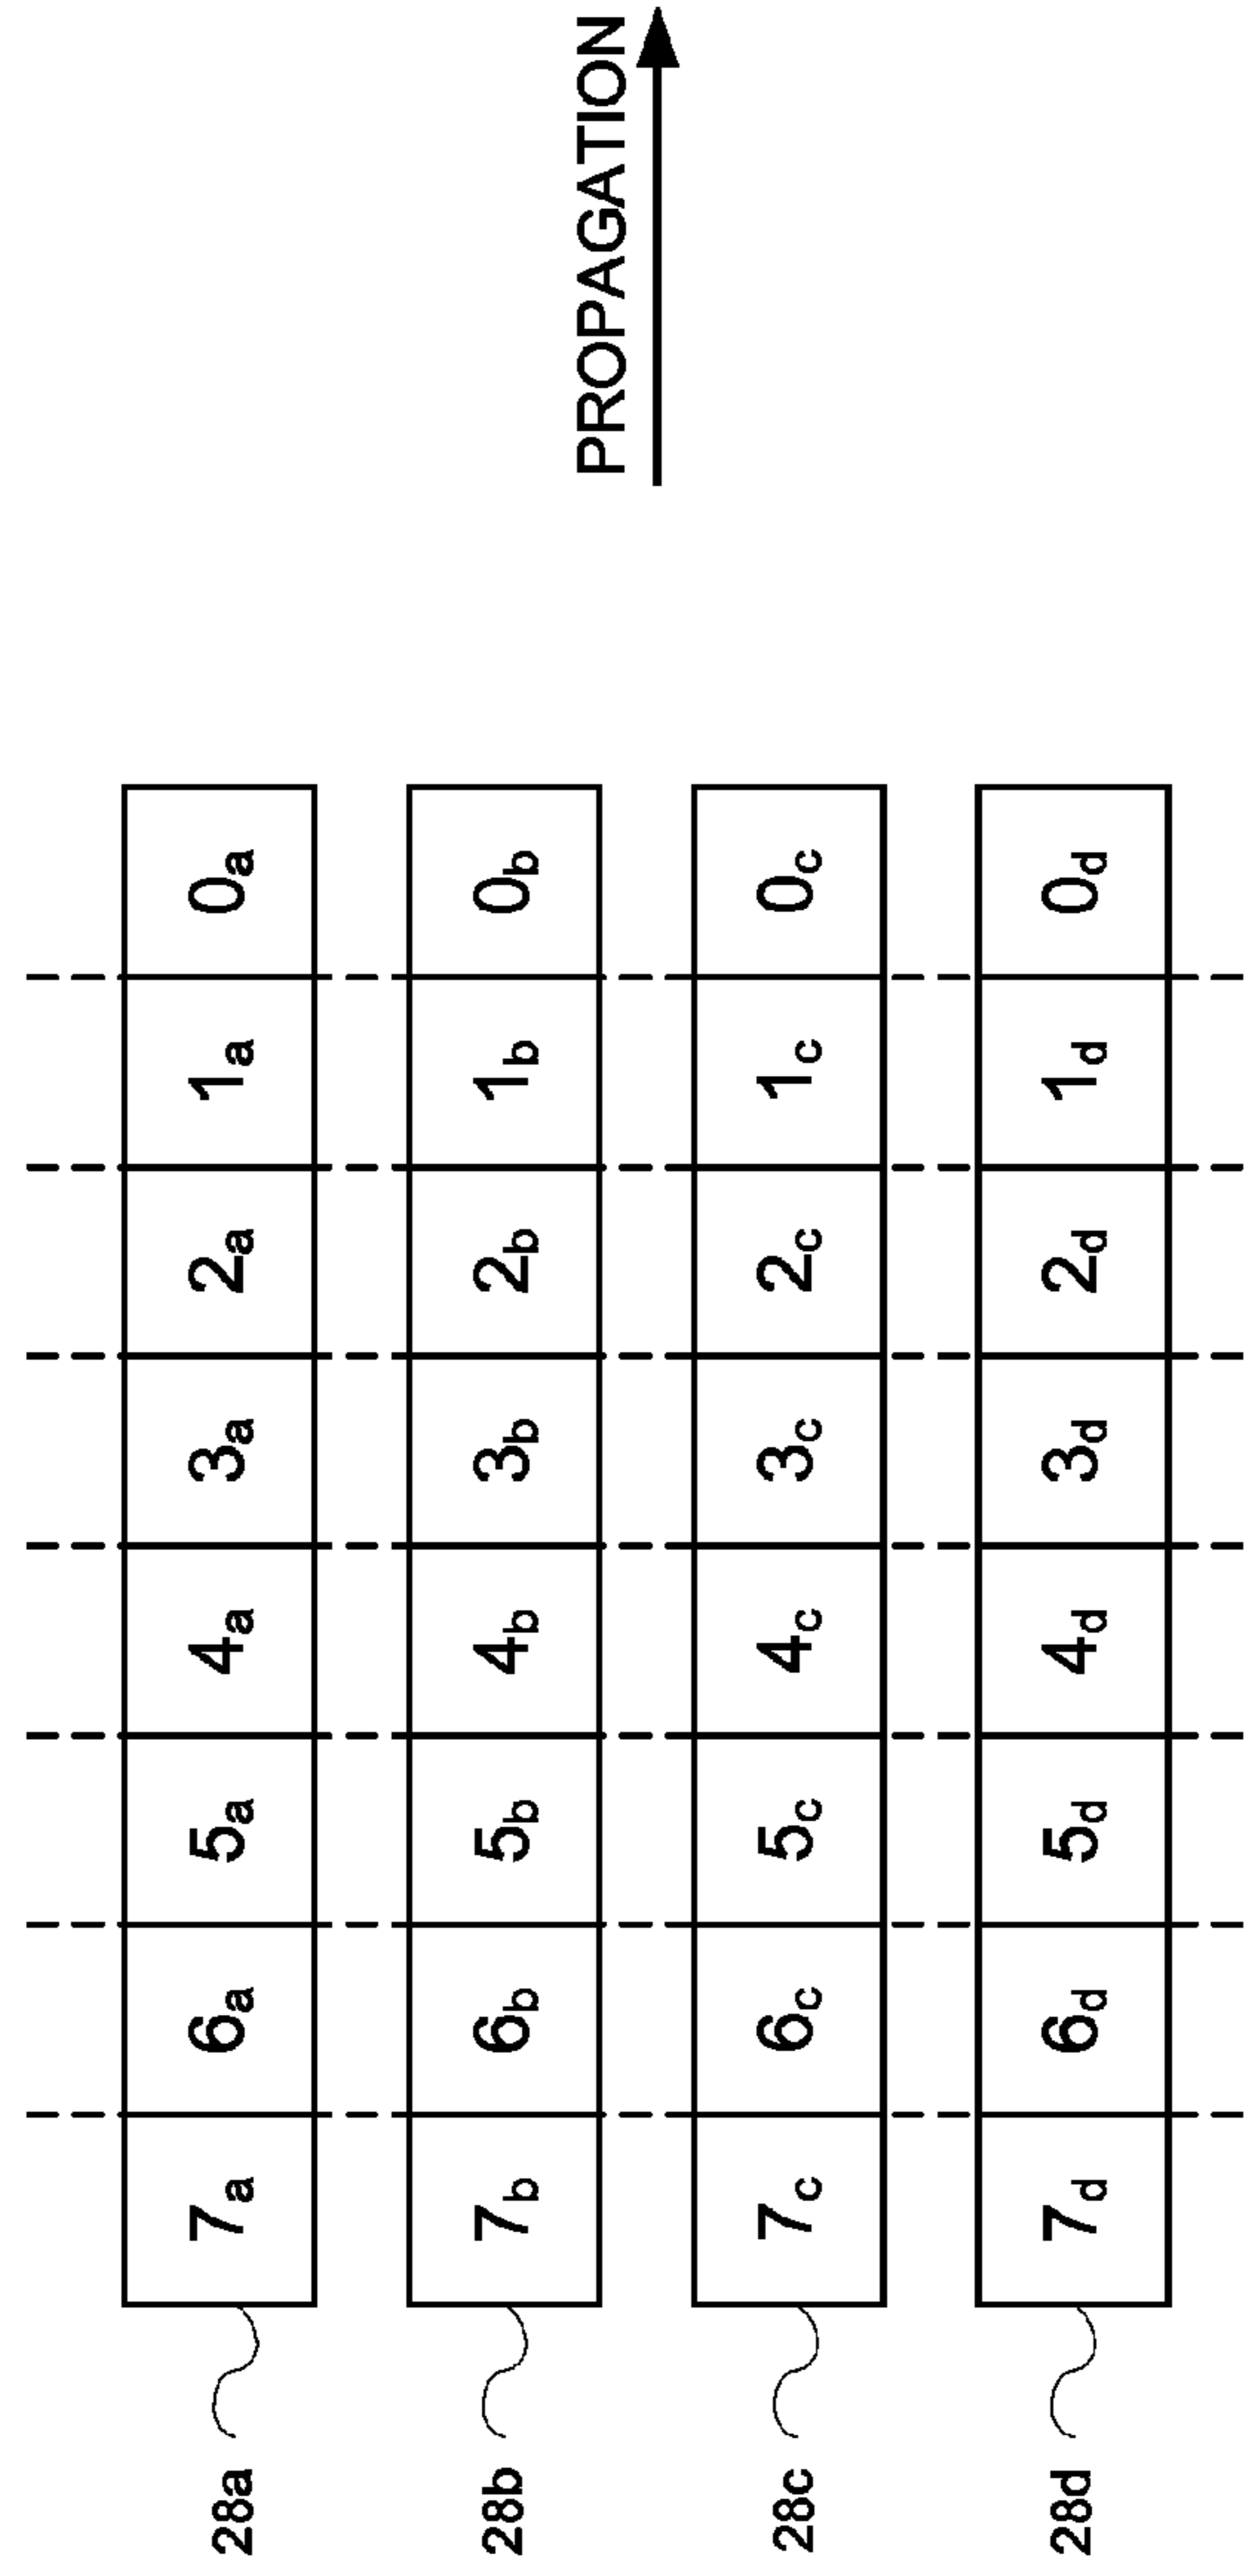 PROPAGATION
28a 7a 6a 5a 4a 3a 2a 1a 0a
28b 7b 6b 5b 4b 3b 2b 1b 0b
28c 7c 6c 5c 4c 3c 2c 1c 0c
28d 7d 6d 5d 4d 3d 2d 1d 0d